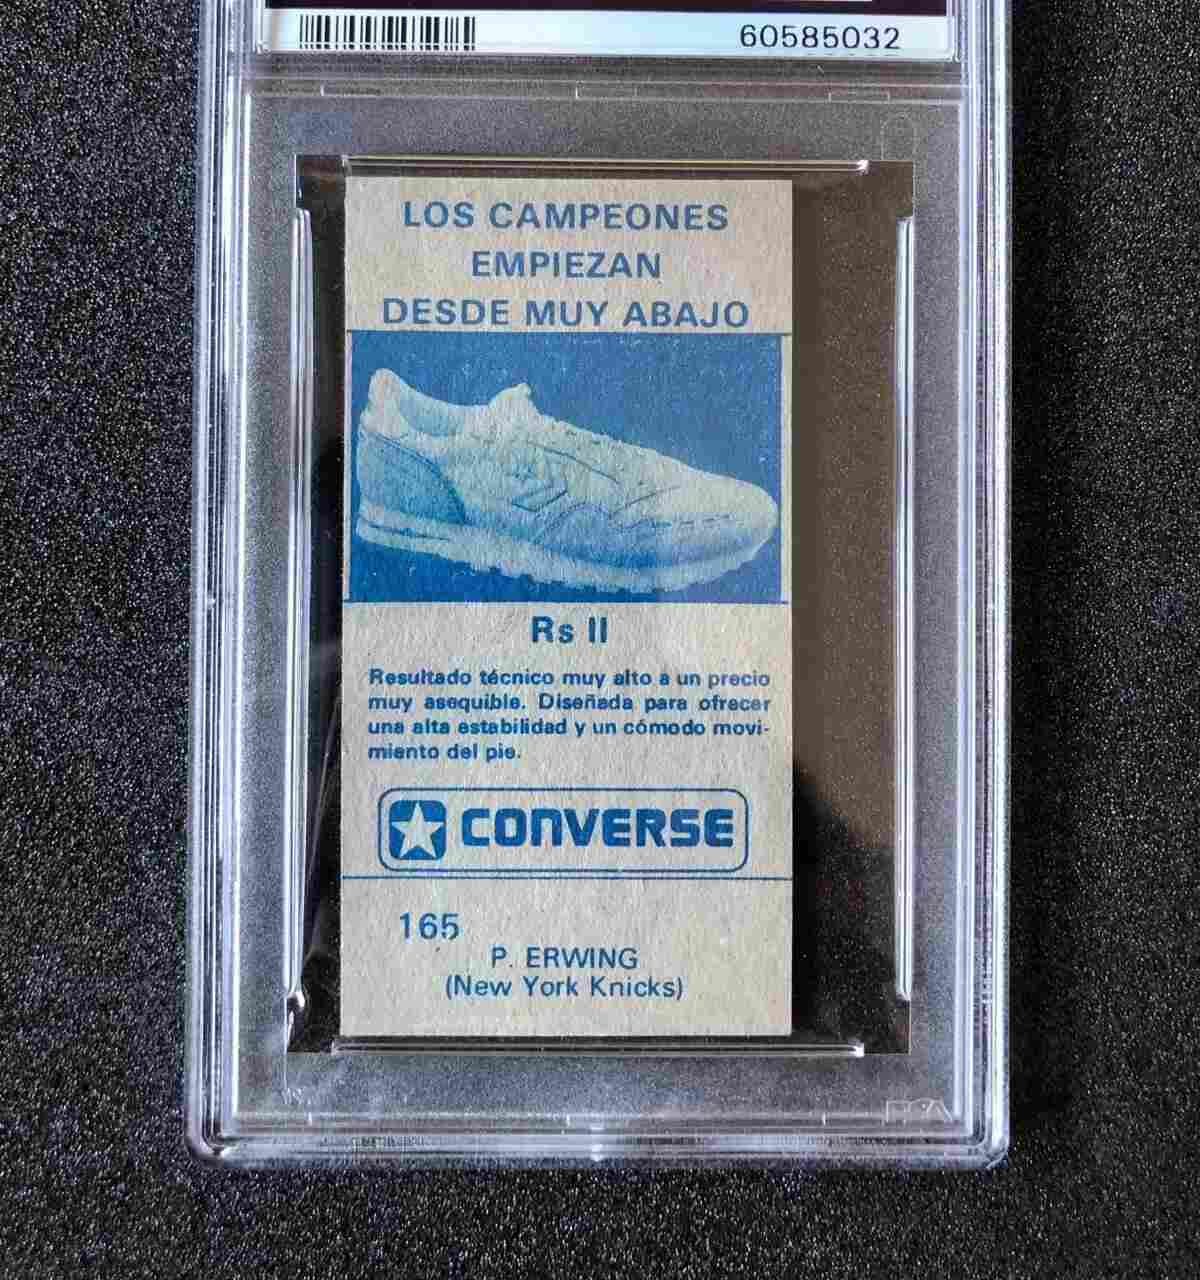 60585032
LOS CAMPEONES
EMPIEZAN
DESDE MUY ABAJO
Rs II
Resultado técnico muy alto a un precio
muy asequible. Diseñada para ofrecer
una alta estabilidad y un cómodo movi-
miento del pie.
CONVERSE
165
P. ERWING
(New York Knicks)
PSA